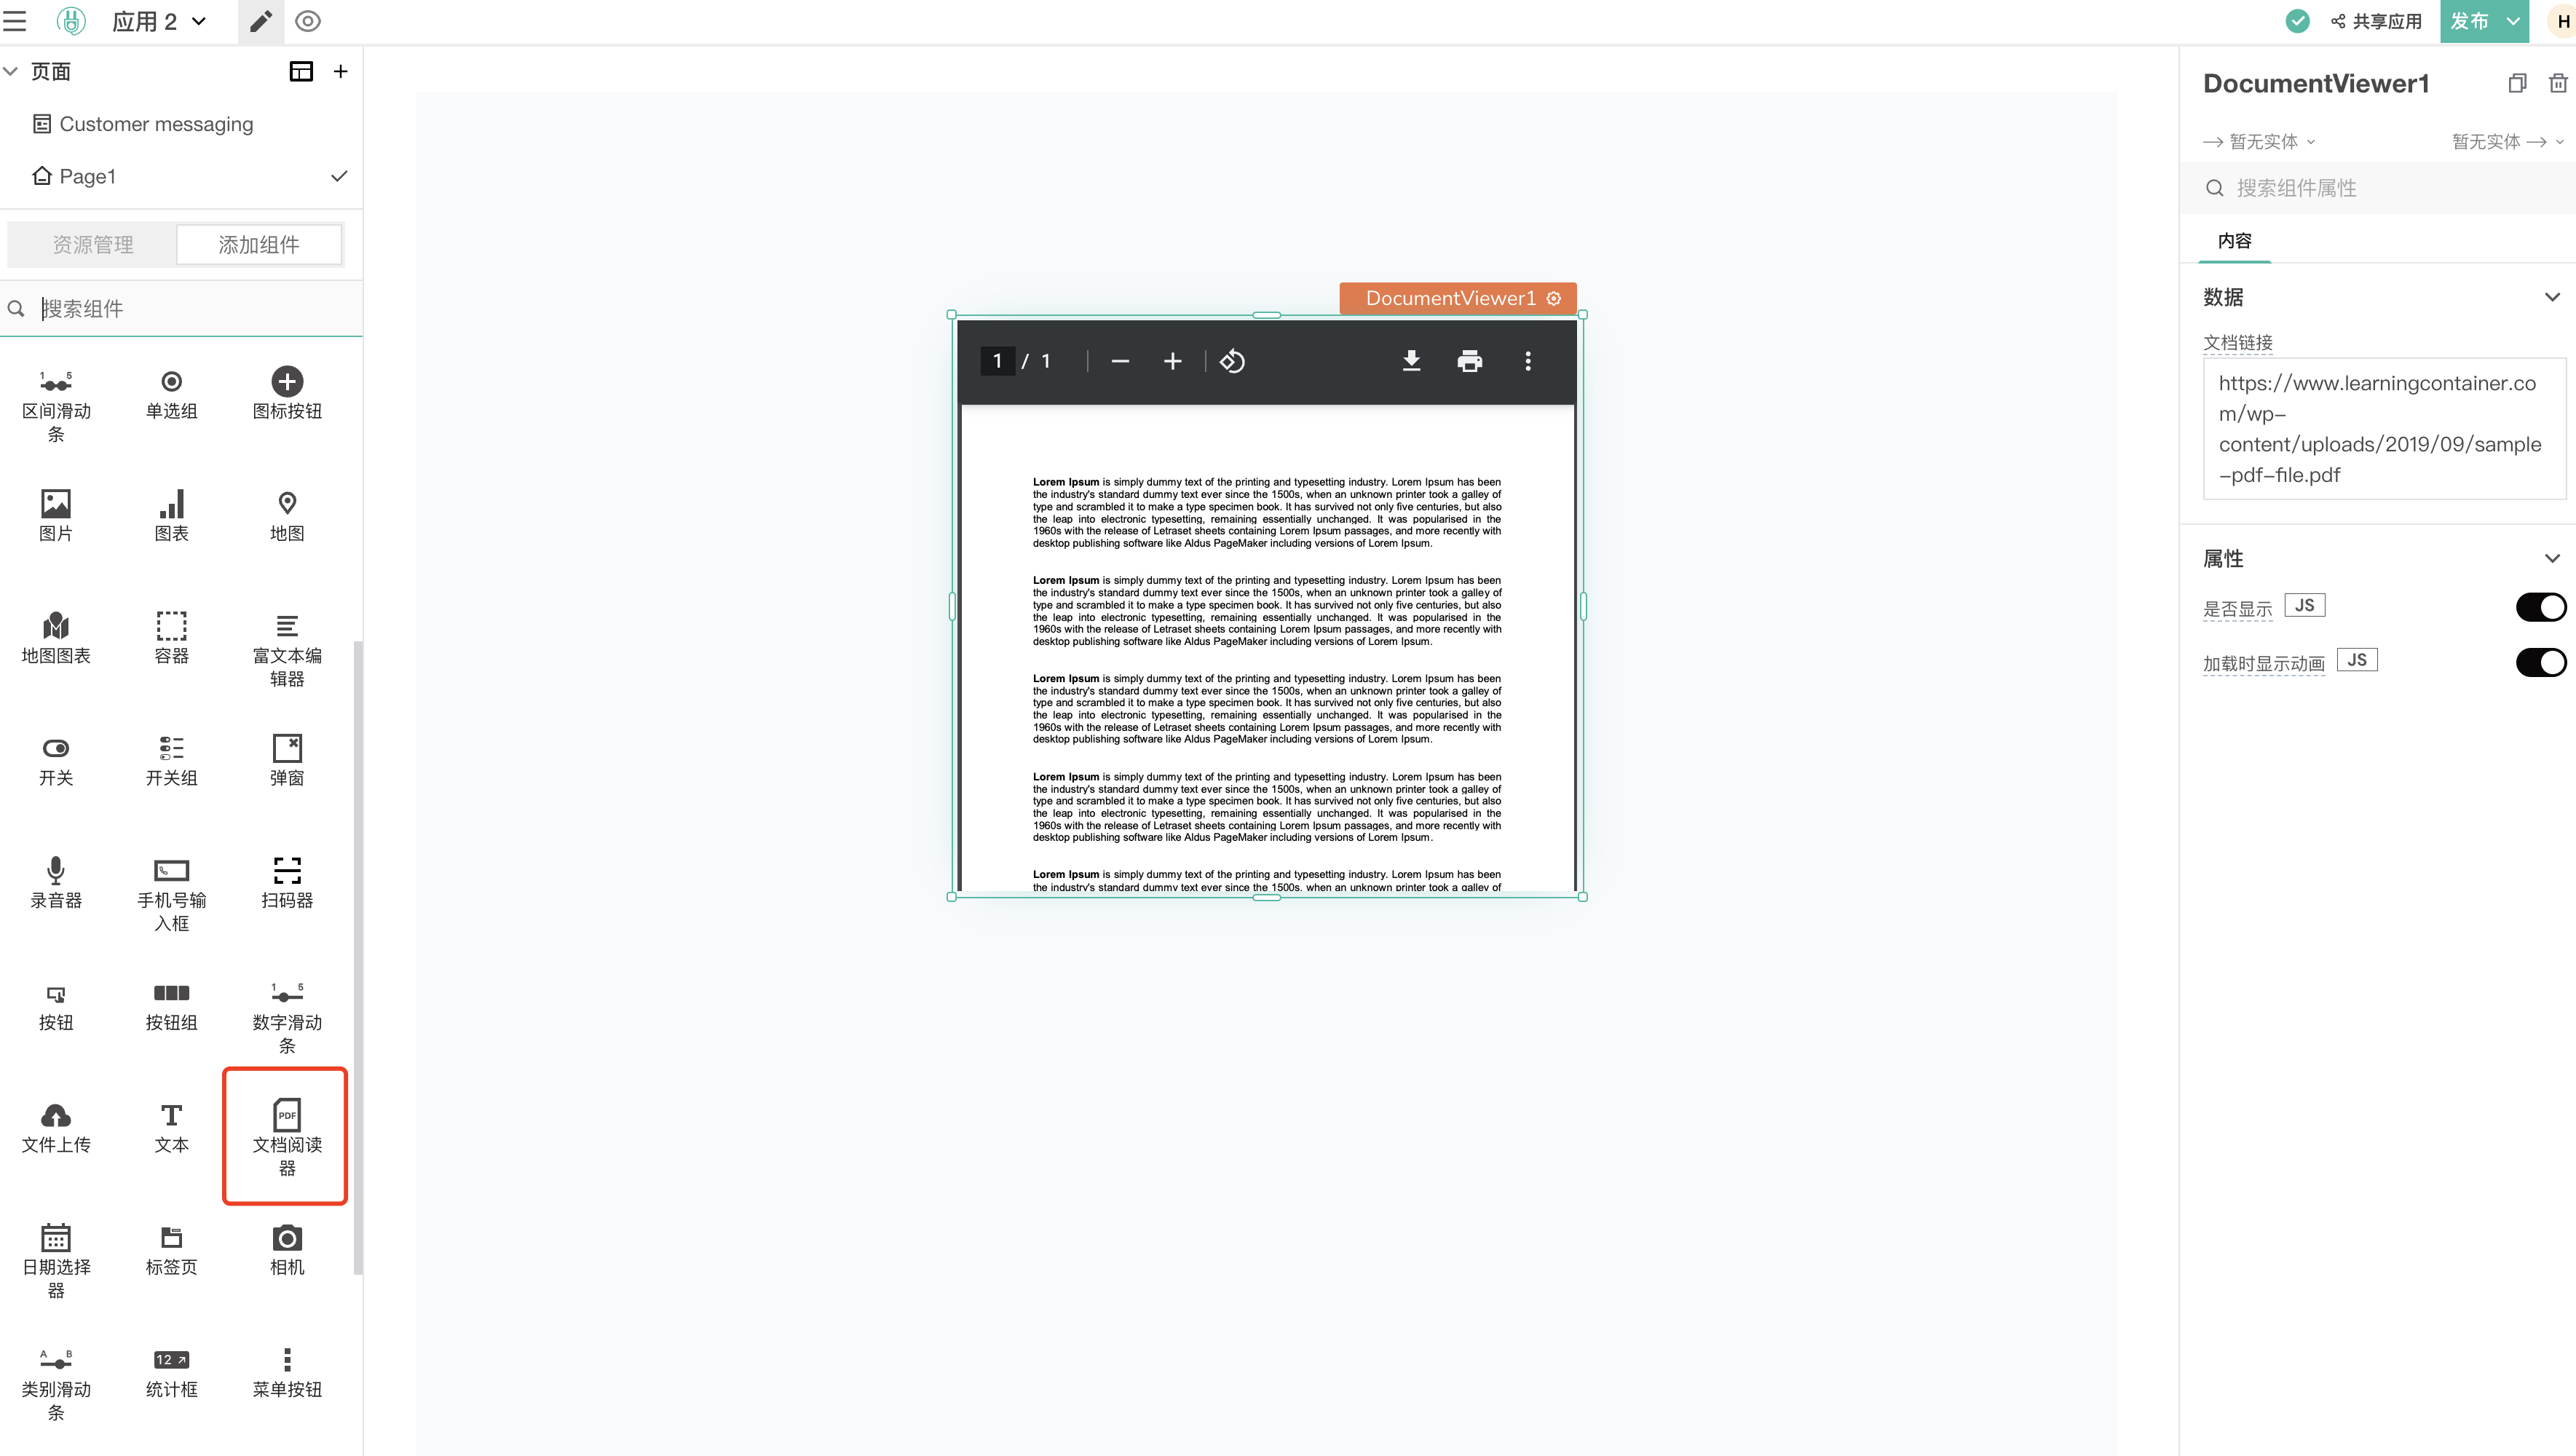 应用 2
共享应用
发布
H
页面
Customer messaging
Page1
资源管理
添加组件
搜索组件
1 5
区间滑动
条
单选组
图标按钮
图片
图表
地图
地图图表
容器
富文本编
辑器
开关
开关组
弹窗
录音器
手机号输
入框
扫码器
按钮
按钮组
1 5
数字滑动
条
文件上传
T
文本
PDF
文档阅读
器
日期选择
器
标签页
相机
A B
类别滑动
条
12
统计框
菜单按钮
DocumentViewer1
1 / 1
Lorem Ipsum is simply dummy text of the printing and typesetting industry. Lorem Ipsum has been
the industry's standard dummy text ever since the 1500s, when an unknown printer took a galley of
type and scrambled it to make a type specimen book. It has survived not only five centuries, but also
the leap into electronic typesetting, remaining essentially unchanged. It was popularised in the
1960s with the release of Letraset sheets containing Lorem Ipsum passages, and more recently with
desktop publishing software like Aldus PageMaker including versions of Lorem Ipsum.
Lorem Ipsum is simply dummy text of the printing and typesetting industry. Lorem Ipsum has been
the industry's standard dummy text ever since the 1500s, when an unknown printer took a galley of
type and scrambled it to make a type specimen book. It has survived not only five centuries, but also
the leap into electronic typesetting, remaining essentially unchanged. It was popularised in the
1960s with the release of Letraset sheets containing Lorem Ipsum passages, and more recently with
desktop publishing software like Aldus PageMaker including versions of Lorem Ipsum.
Lorem Ipsum is simply dummy text of the printing and typesetting industry. Lorem Ipsum has been
the industry's standard dummy text ever since the 1500s, when an unknown printer took a galley of
type and scrambled it to make a type specimen book. It has survived not only five centuries, but also
the leap into electronic typesetting, remaining essentially unchanged. It was popularised in the
1960s with the release of Letraset sheets containing Lorem Ipsum passages, and more recently with
desktop publishing software like Aldus PageMaker including versions of Lorem Ipsum.
Lorem Ipsum is simply dummy text of the printing and typesetting industry. Lorem Ipsum has been
the industry's standard dummy text ever since the 1500s, when an unknown printer took a galley of
type and scrambled it to make a type specimen book. It has survived not only five centuries, but also
the leap into electronic typesetting, remaining essentially unchanged. It was popularised in the
1960s with the release of Letraset sheets containing Lorem Ipsum passages, and more recently with
desktop publishing software like Aldus PageMaker including versions of Lorem Ipsum.
Lorem Ipsum is simply dummy text of the printing and typesetting industry. Lorem Ipsum has been
the industry's standard dummy text ever since the 1500s, when an unknown printer took a galley of
DocumentViewer1
暂无实体
暂无实体
搜索组件属性
内容
数据
文档链接
https://www.learningcontainer.co
m/wp-
content/uploads/2019/09/sample
-pdf-file.pdf
属性
是否显示 JS
加载时显示动画 JS